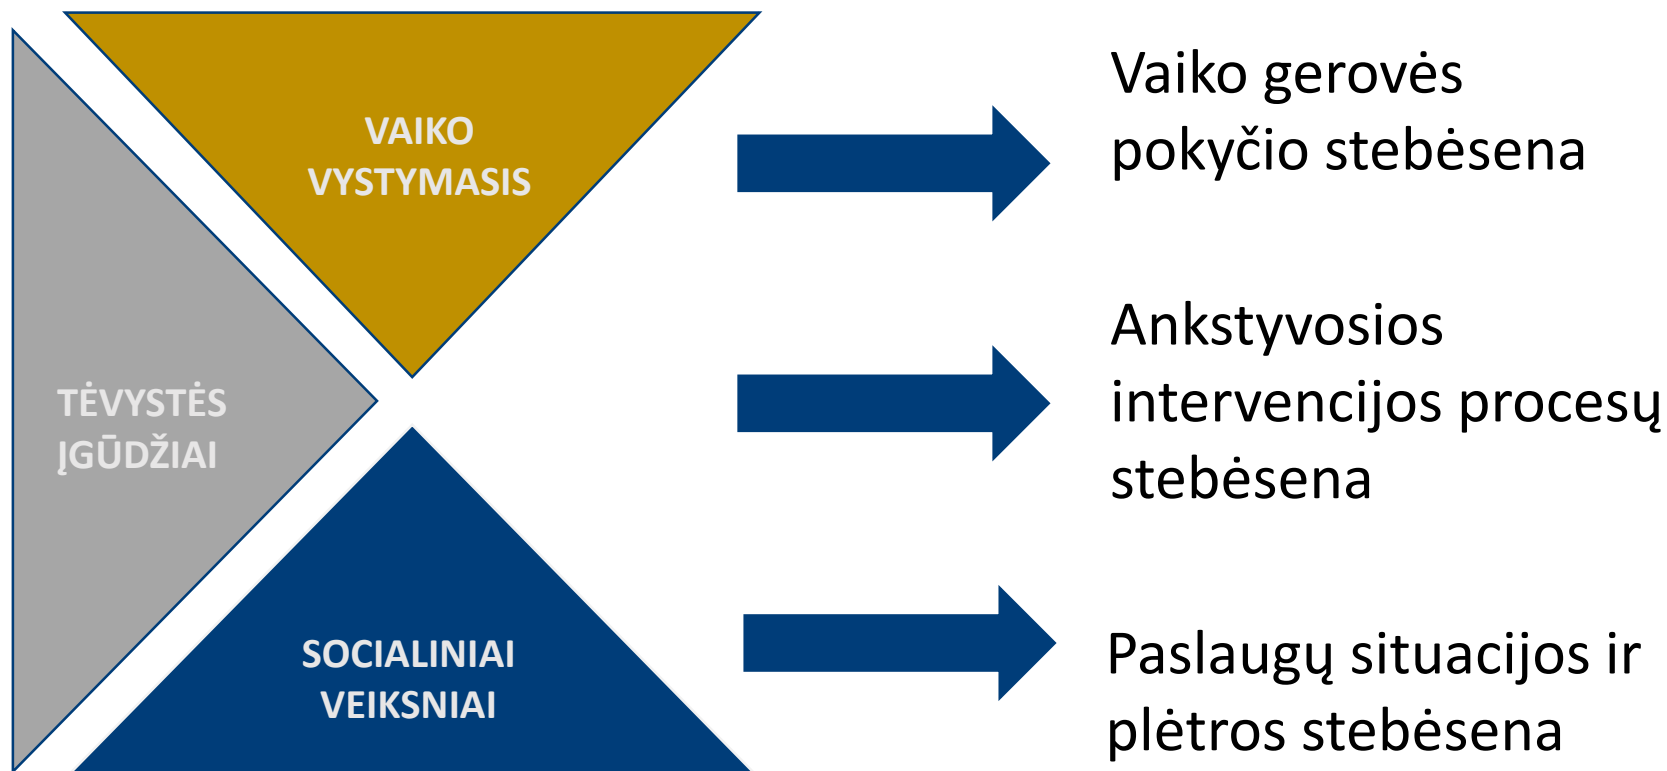 VAIKO
VYSTYMASIS
TĖVYSTĖS
ĮGŪDŽIAI
SOCIALINIAI
VEIKSNIAI
Vaiko gerovės
pokyčio stebėsena
Ankstyvosios
intervencijos procesų
stebėsena
Paslaugų situacijos ir
plėtros stebėsena